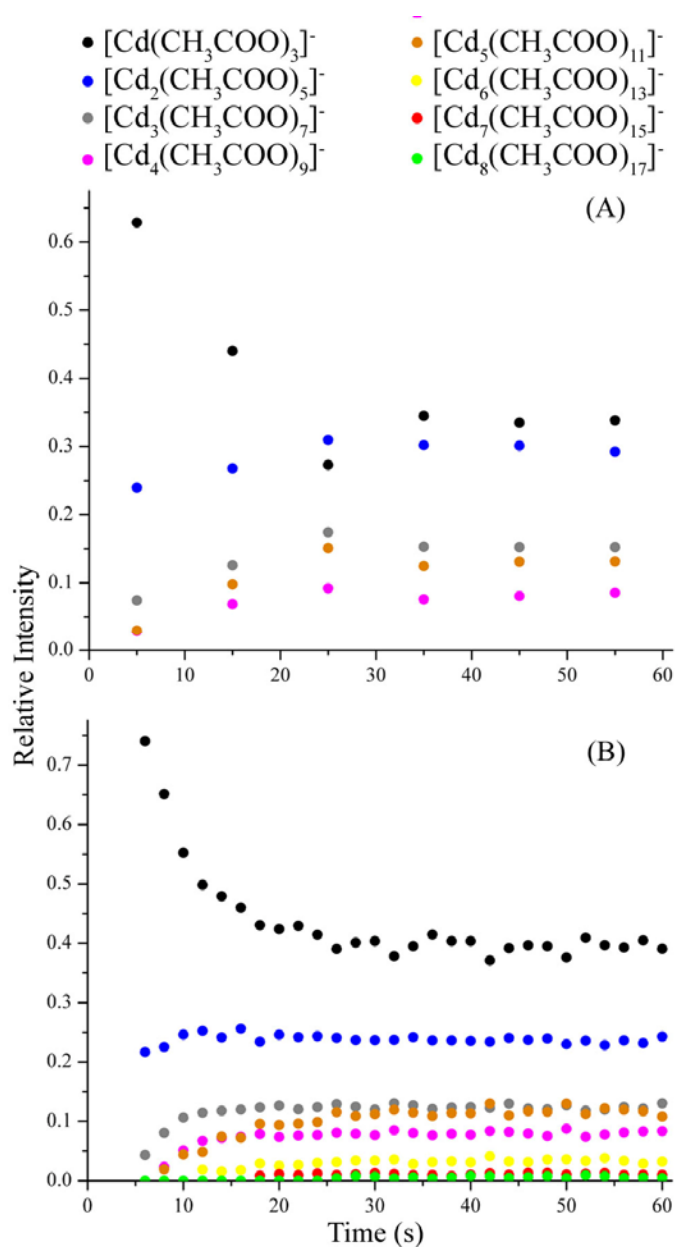 [Cd(CH₃COO)₃]⁻ [Cd₅(CH₃COO)₁₁]⁻
[Cd₂(CH₃COO)₅]⁻ [Cd₆(CH₃COO)₁₃]⁻
[Cd₃(CH₃COO)₇]⁻ [Cd₇(CH₃COO)₁₅]⁻
[Cd₄(CH₃COO)₉]⁻ [Cd₈(CH₃COO)₁₇]⁻
(A)
0.6
0.5
0.4
0.3
0.2
0.1
0.0
0 10 20 30 40 50 60
Relative Intensity
(B)
0.7
0.6
0.5
0.4
0.3
0.2
0.1
0.0
0 10 20 30 40 50 60
Time (s)